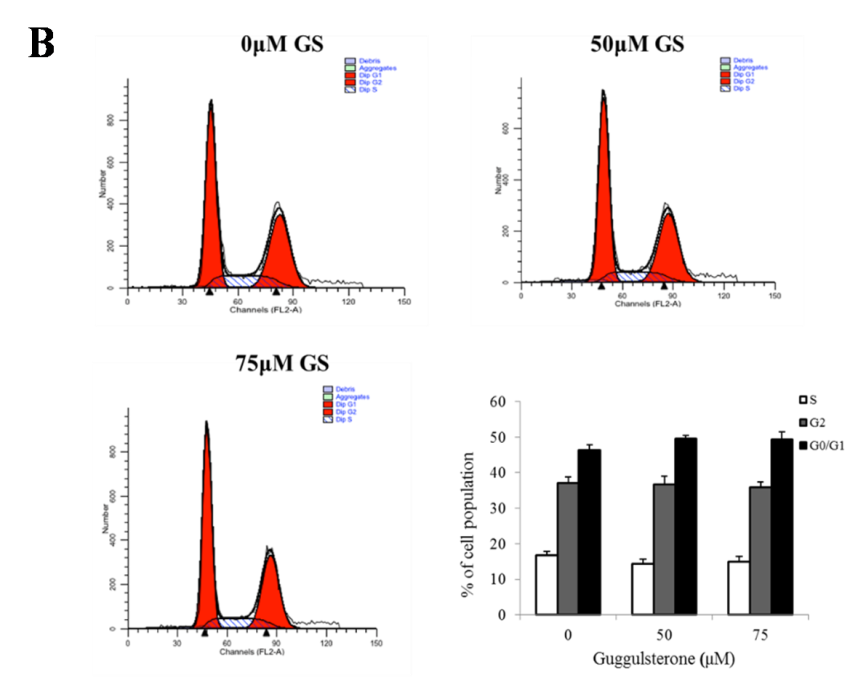 B
0μM GS
Debris
Aggregates
Dip G1
Dip G2
Dip S
Number
800
600
400
200
0
0 30 60 90 120 150
Channels (FL2-A)
50μM GS
Debris
Aggregates
Dip G1
Dip G2
Dip S
Number
600
400
200
0
0 30 60 90 120 150
Channels (FL2-A)
75μM GS
Debris
Aggregates
Dip G1
Dip G2
Dip S
Number
800
600
400
200
0
0 30 60 90 120 150
Channels (FL2-A)
% of cell population
60
50
40
30
20
10
0
S
G2
G0/G1
0 50 75
Guggulsterone (μM)